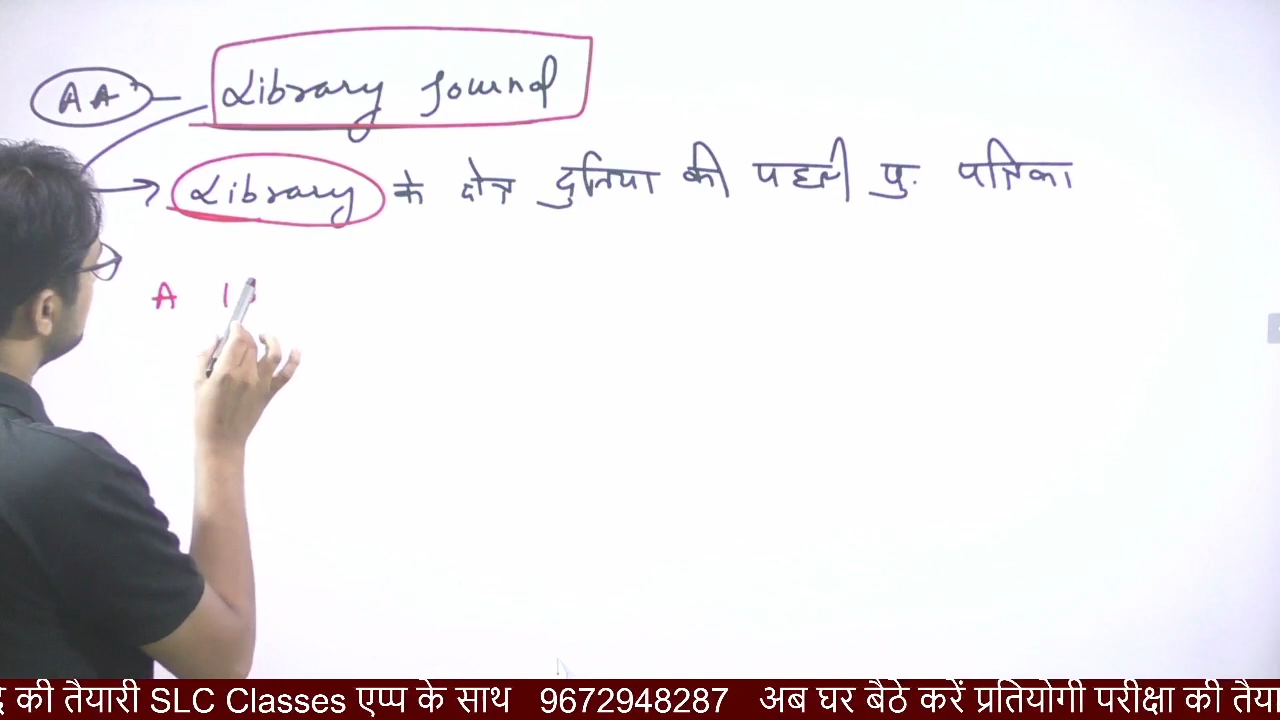 AA Library Journal
Library के क्षेत्र दुनिया की पहली पु. पत्रिका
A
की तैयारी SLC Classes एप्प के साथ 9672948287 अब घर बैठे करें प्रतियोगी परीक्षा की तैया